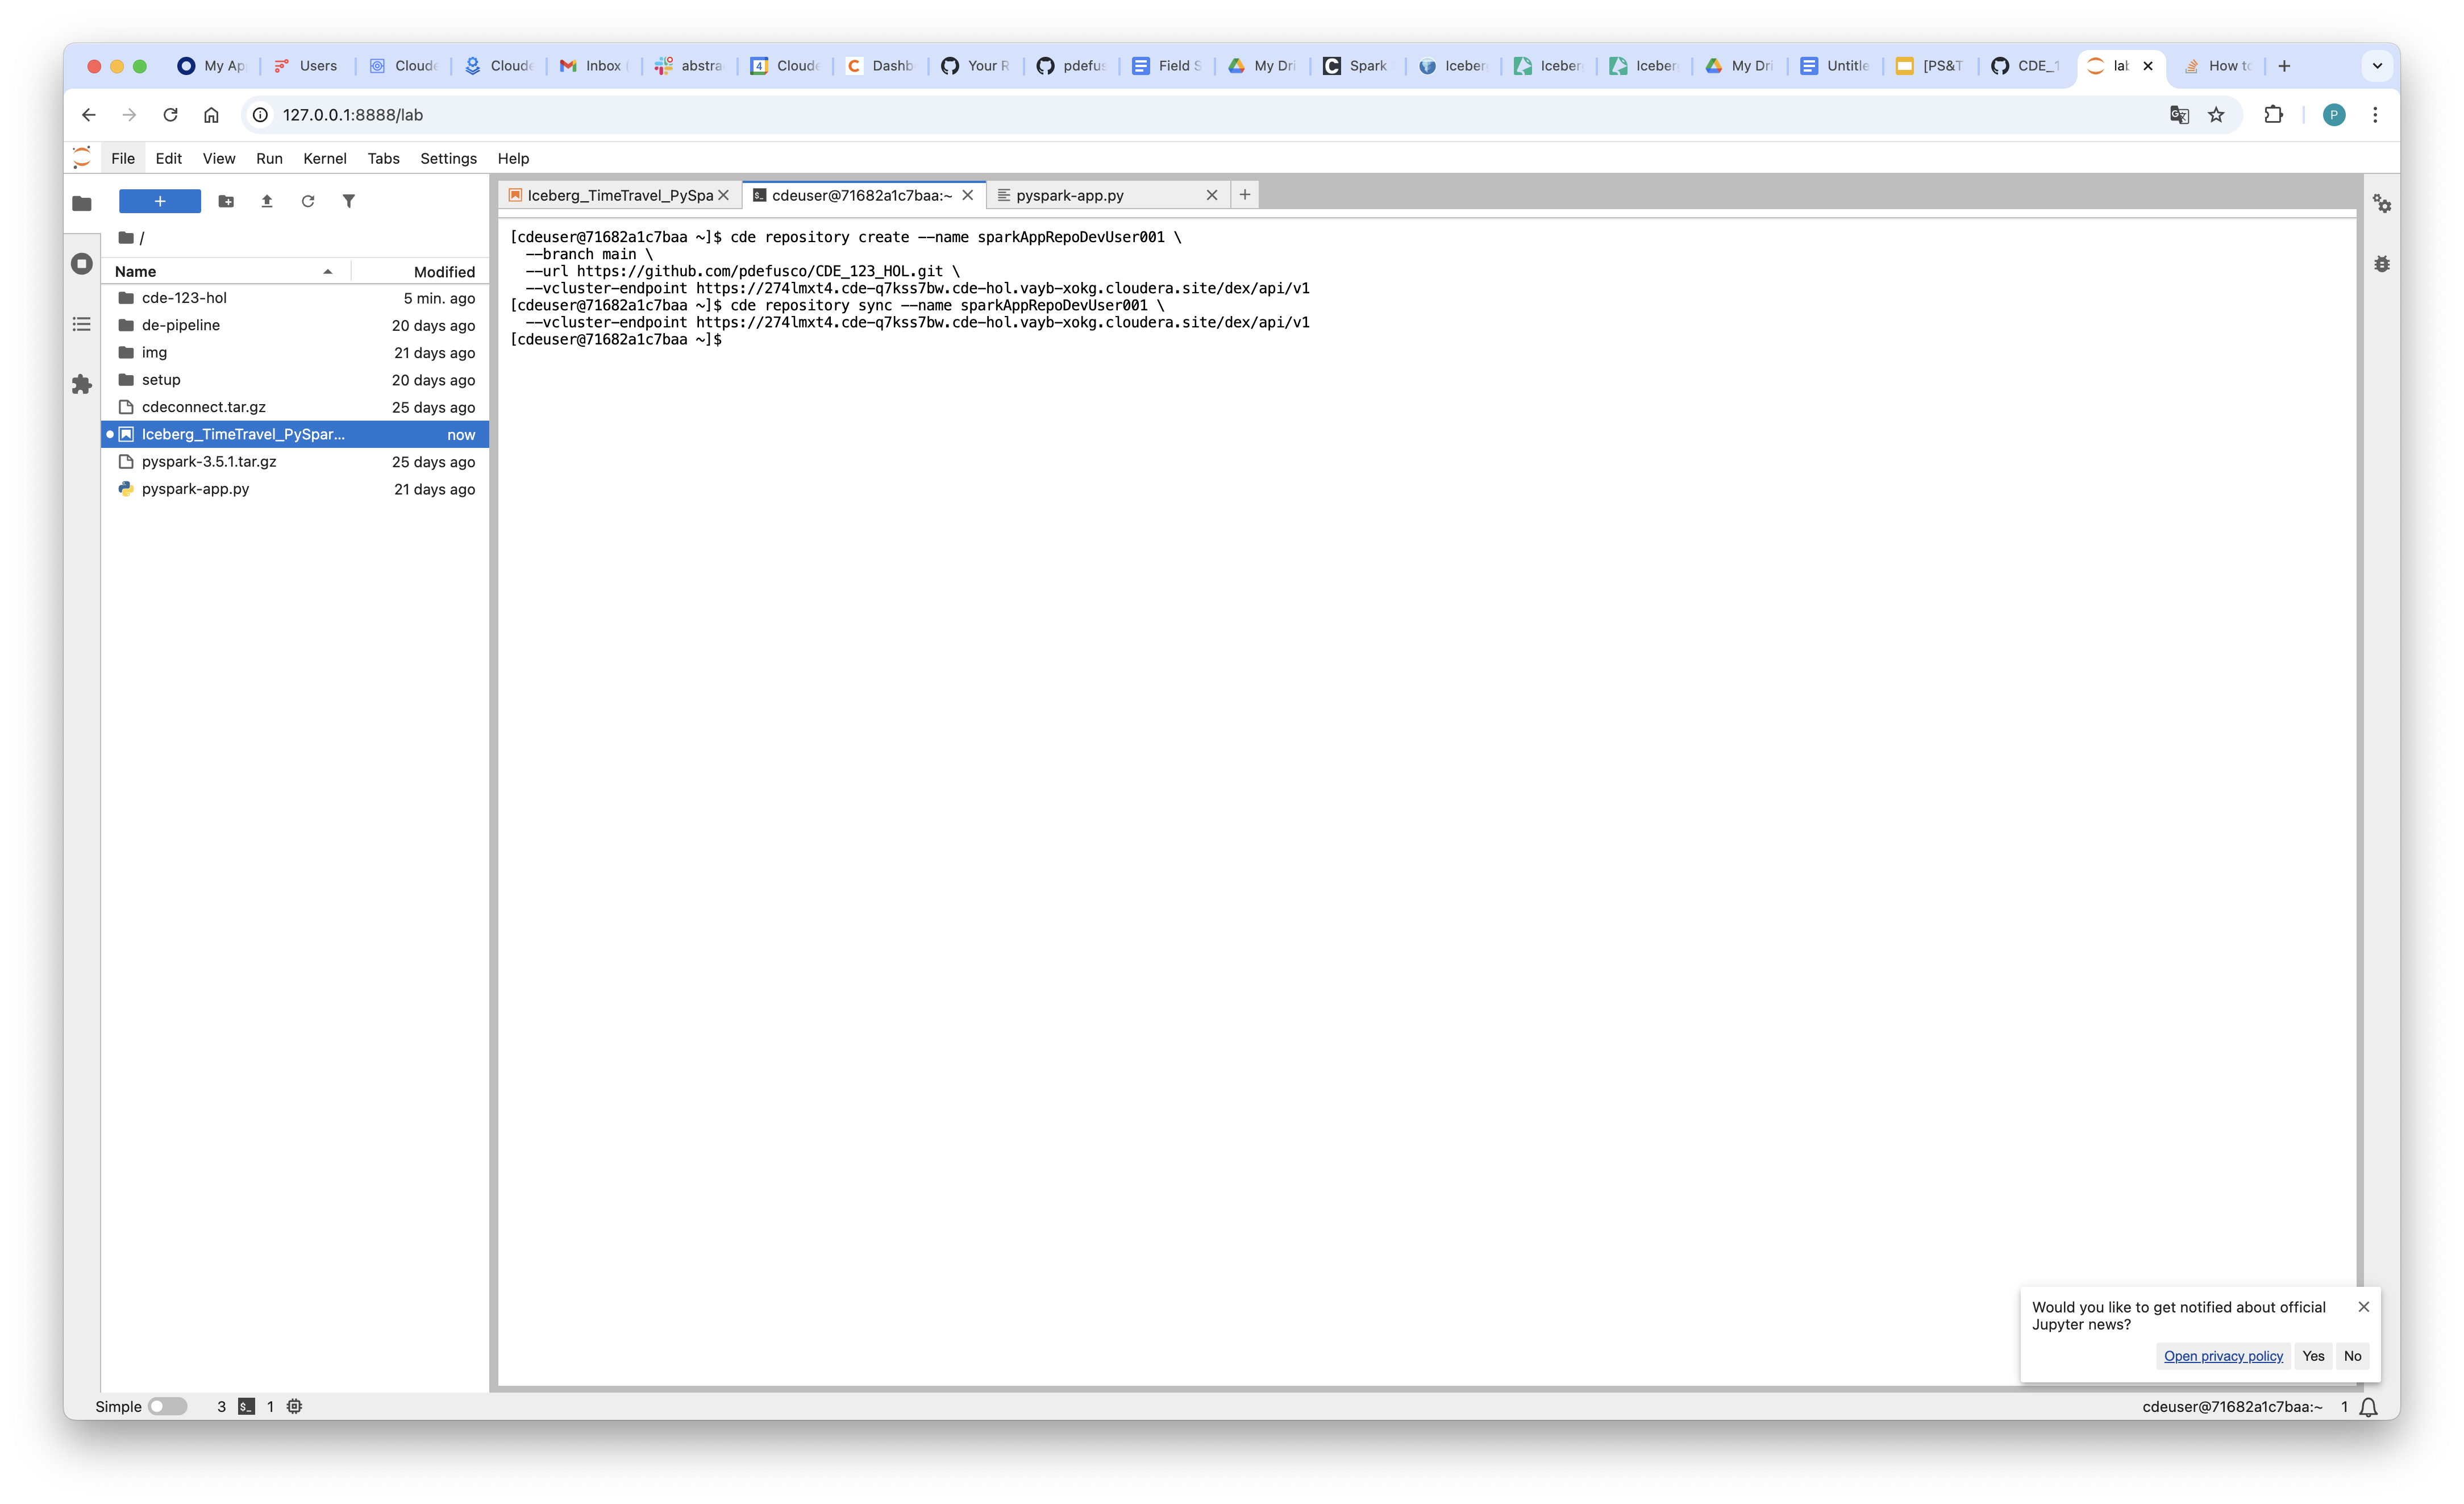 My Ap
Users
Cloude
Cloude
Inbox (
abstra
4
Cloude
Dashb
Your R
pdefus
Field S
My Dri
Spark
Iceber
Iceber
Iceber
My Dri
Untitle
[PS&T
CDE_1
lab
How to
127.0.0.1:8888/lab
P
File Edit View Run Kernel Tabs Settings Help
Iceberg_TimeTravel_PySpa
cdeuser@71682a1c7baa:~
pyspark-app.py
/
Name Modified
cde-123-hol 5 min. ago
de-pipeline 20 days ago
img 21 days ago
setup 20 days ago
cdeconnect.tar.gz 25 days ago
Iceberg_TimeTravel_PySpar... now
pyspark-3.5.1.tar.gz 25 days ago
pyspark-app.py 21 days ago
[cdeuser@71682a1c7baa ~]$ cde repository create --name sparkAppRepoDevUser001 \
--branch main \
--url https://github.com/pdefusco/CDE_123_HOL.git \
--vcluster-endpoint https://274lmxt4.cde-q7kss7bw.cde-hol.vayb-xokg.cloudera.site/dex/api/v1
[cdeuser@71682a1c7baa ~]$ cde repository sync --name sparkAppRepoDevUser001 \
--vcluster-endpoint https://274lmxt4.cde-q7kss7bw.cde-hol.vayb-xokg.cloudera.site/dex/api/v1
[cdeuser@71682a1c7baa ~]$
Would you like to get notified about official
Jupyter news?
Open privacy policy Yes No
Simple 3 $_ 1
cdeuser@71682a1c7baa:~ 1